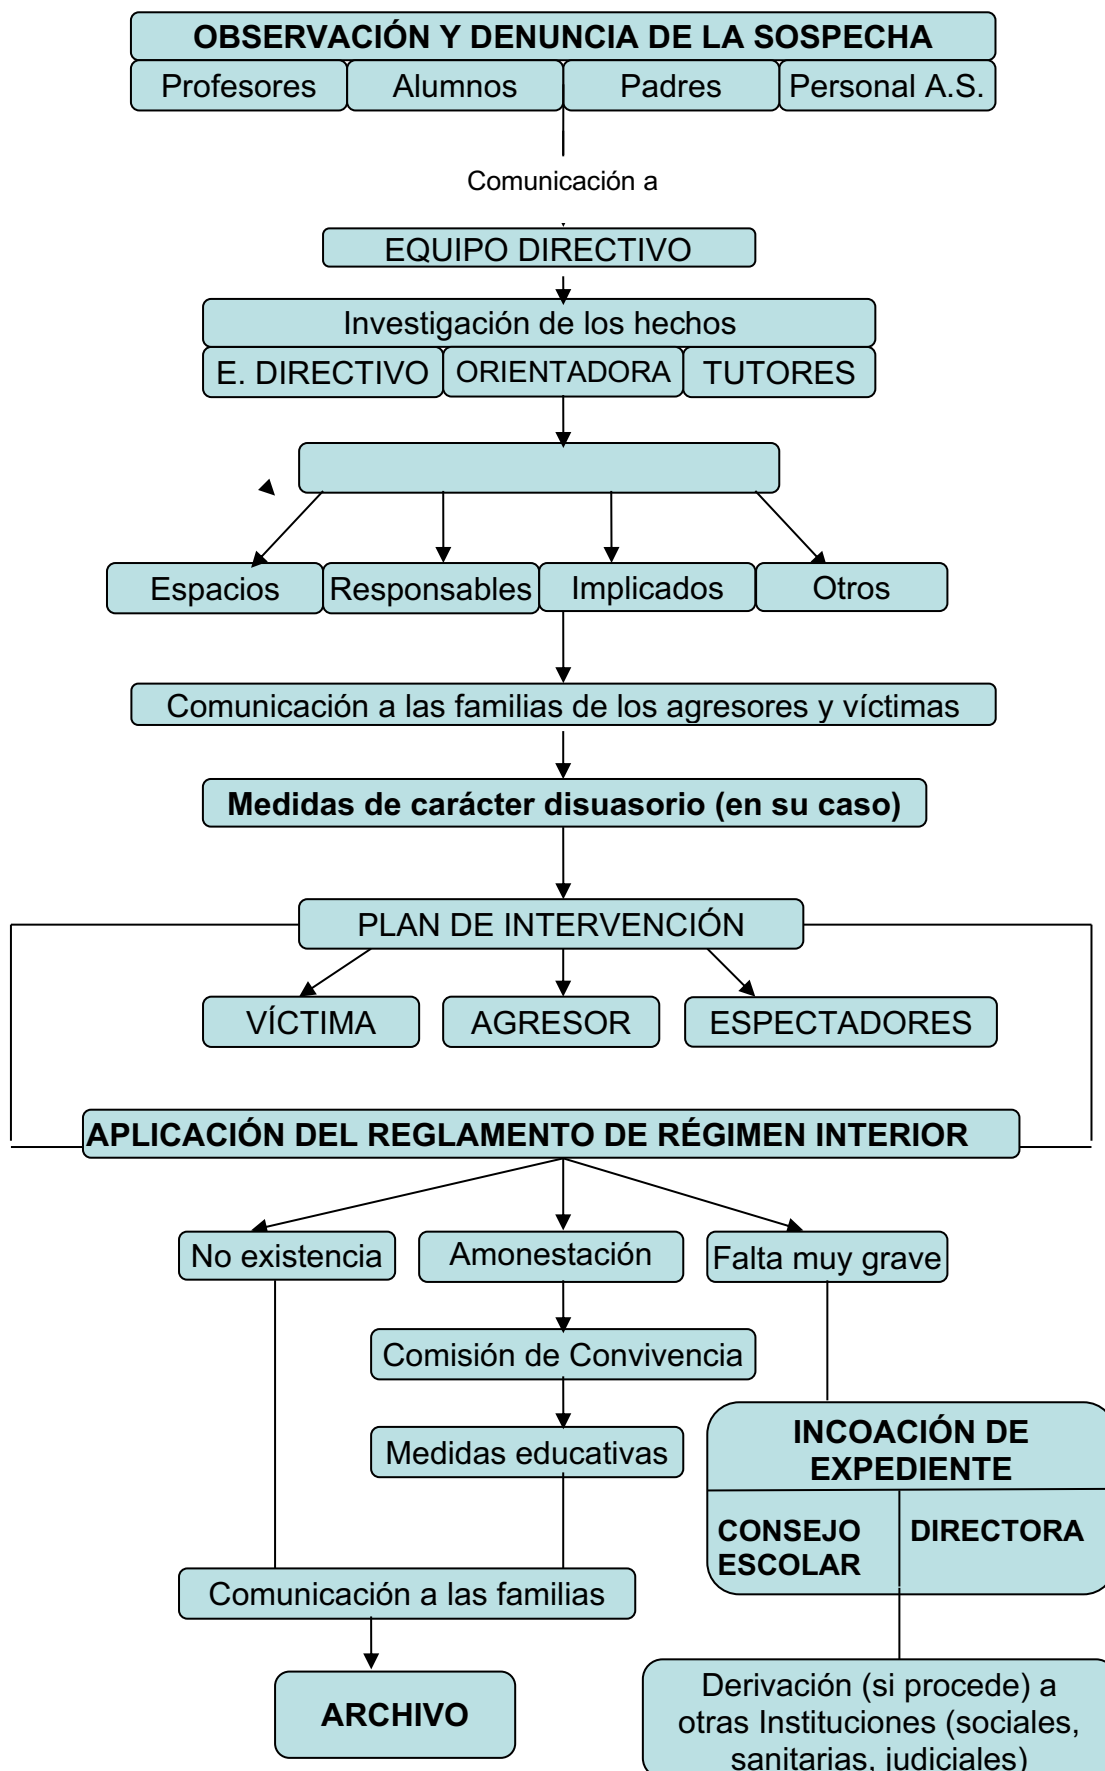 OBSERVACIÓN Y DENUNCIA DE LA SOSPECHA
Profesores Alumnos Padres Personal A.S.
Comunicación a
EQUIPO DIRECTIVO
Investigación de los hechos
E. DIRECTIVO ORIENTADORA TUTORES
Espacios Responsables Implicados Otros
Comunicación a las familias de los agresores y víctimas
Medidas de carácter disuasorio (en su caso)
PLAN DE INTERVENCIÓN
VÍCTIMA AGRESOR ESPECTADORES
APLICACIÓN DEL REGLAMENTO DE RÉGIMEN INTERIOR
No existencia Amonestación Falta muy grave
Comisión de Convivencia
Medidas educativas
INCOACIÓN DE
EXPEDIENTE
CONSEJO
ESCOLAR
DIRECTORA
Comunicación a las familias
ARCHIVO
Derivación (si procede) a
otras Instituciones (sociales,
sanitarias, judiciales)